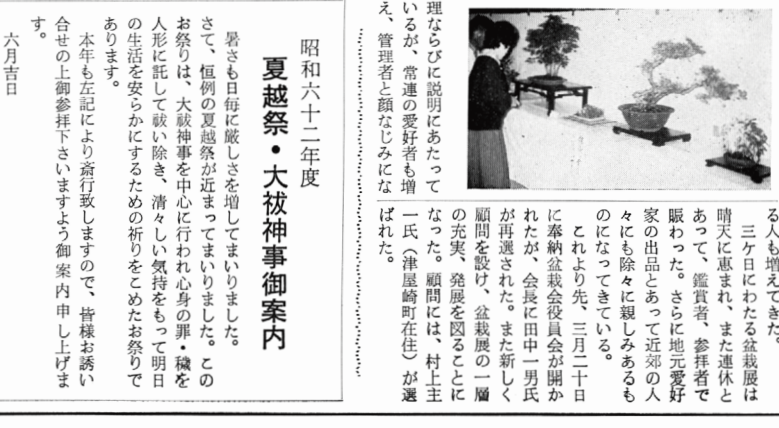 る人も増えてきた。
三ケ日にわたる盆栽展は
晴天に恵まれ、また連休と
あって、鑑賞者、参拝者で
賑わった。さらに地元愛好
家の出品とあって近郊の人
々にも除々に親しみあるも
のになってきている。
これより先、三月二十日
に奉納盆栽会役員会が開か
れたが、会長に田中一男氏
が再選された。また新しく
顧問を設け、盆栽展の一層
の充実、発展を図ることに
なった。顧問には、村上主
一氏（津屋崎町在住）が選
ばれた。
理ならびに説明にあたって
いるが、常連の愛好者も増
え、管理者と顔なじみにな
昭和六十二年度
夏越祭・大祓神事御案内
暑さも日毎に厳しさを増してまいりました。
さて、恒例の夏越祭が近まってまいりました。この
お祭りは、大祓神事を中心に行われ心身の罪・穢を
人形に託して祓い除き、清々しい気持をもって明日
の生活を安らかにするための祈りをこめたお祭りで
あります。
本年も左記により斎行致しますので、皆様お誘い
合せの上御参拝下さいますよう御案内申し上げま
す。
六月吉日